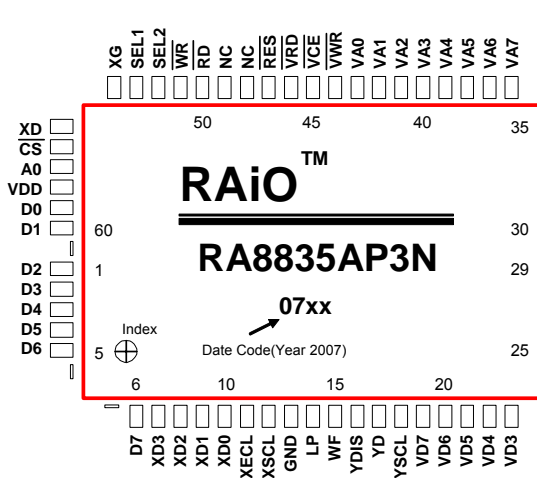 XG SEL1 SEL2 WR RD NC NC RES VRD VCE VWR VA0 VA1 VA2 VA3 VA4 VA5 VA6 VA7
50 45 40 35
XD
CS
A0
VDD
D0
D1
60 30
RAiO™
RA8835AP3N
D2
1 29
D3
D4
D5
D6
07xx
Index
Date Code(Year 2007)
5 25
6 10 15 20
D7 XD3 XD2 XD1 XD0 XECL XSCL GND LP WF YDIS YD YSCL VD7 VD6 VD5 VD4 VD3